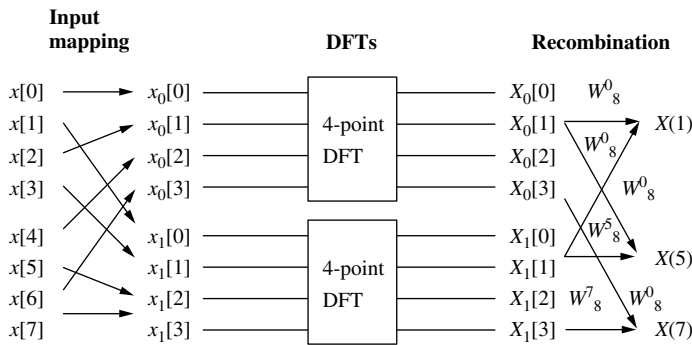 Input mapping
DFTs
Recombination
x[0]
x[1]
x[2]
x[3]
x[4]
x[5]
x[6]
x[7]
x₀[0]
x₀[1]
x₀[2]
x₀[3]
x₁[0]
x₁[1]
x₁[2]
x₁[3]
4-point
DFT
4-point
DFT
X₀[0]
X₀[1]
X₀[2]
X₀[3]
X₁[0]
X₁[1]
X₁[2]
X₁[3]
W⁰₈
W⁰₈
W⁰₈
W⁵₈
W⁷₈
W⁰₈
X(1)
X(5)
X(7)